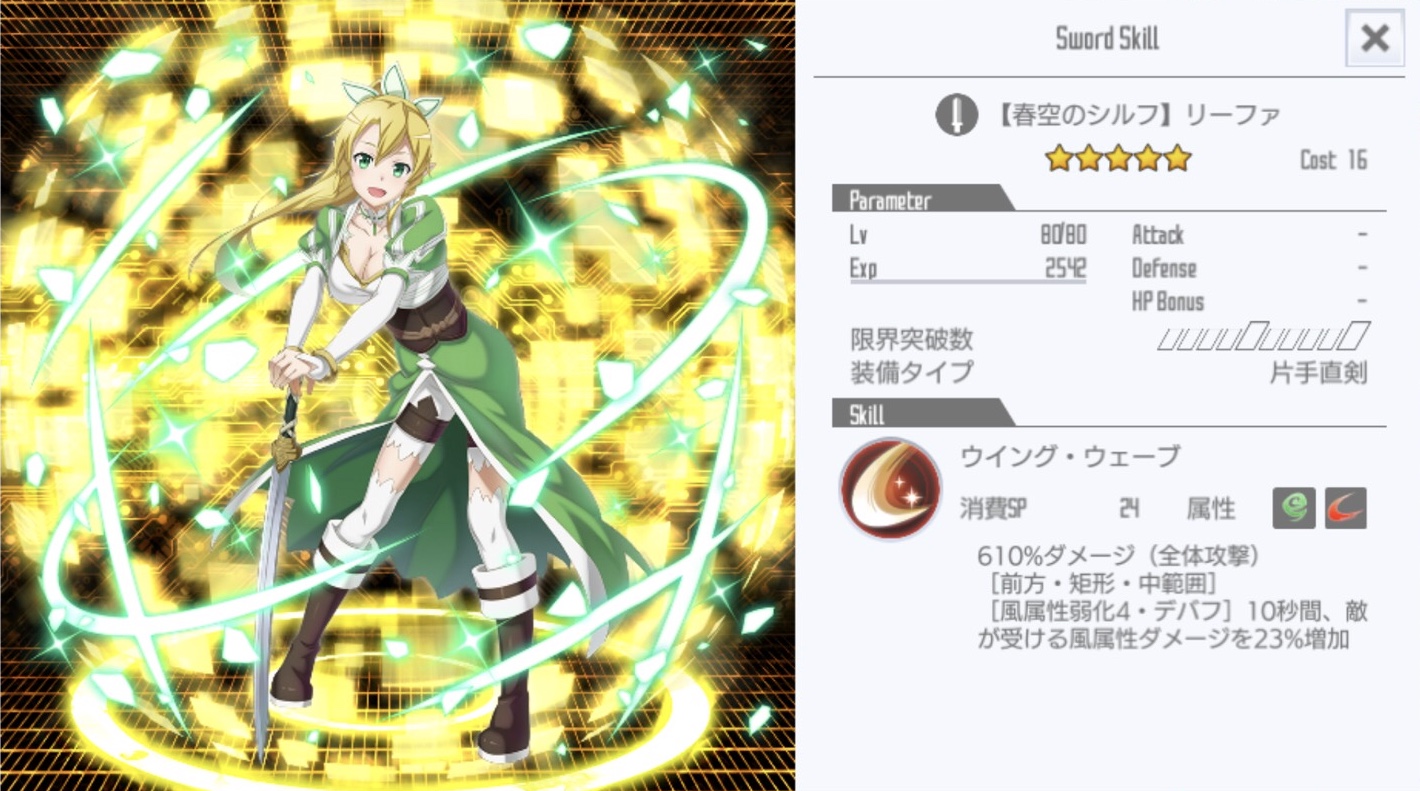 Sword Skill
【春空のシルフ】リーファ
Cost 16
Parameter
Lv 80/80 Attack -
Exp 2542 Defense -
HP Bonus -
限界突破数
装備タイプ 片手直剣
Skill
ウイング・ウェーブ
消費SP 24 属性
610%ダメージ（全体攻撃）
［前方・矩形・中範囲］
［風属性弱化4・デバフ］10秒間、敵
が受ける風属性ダメージを23%増加